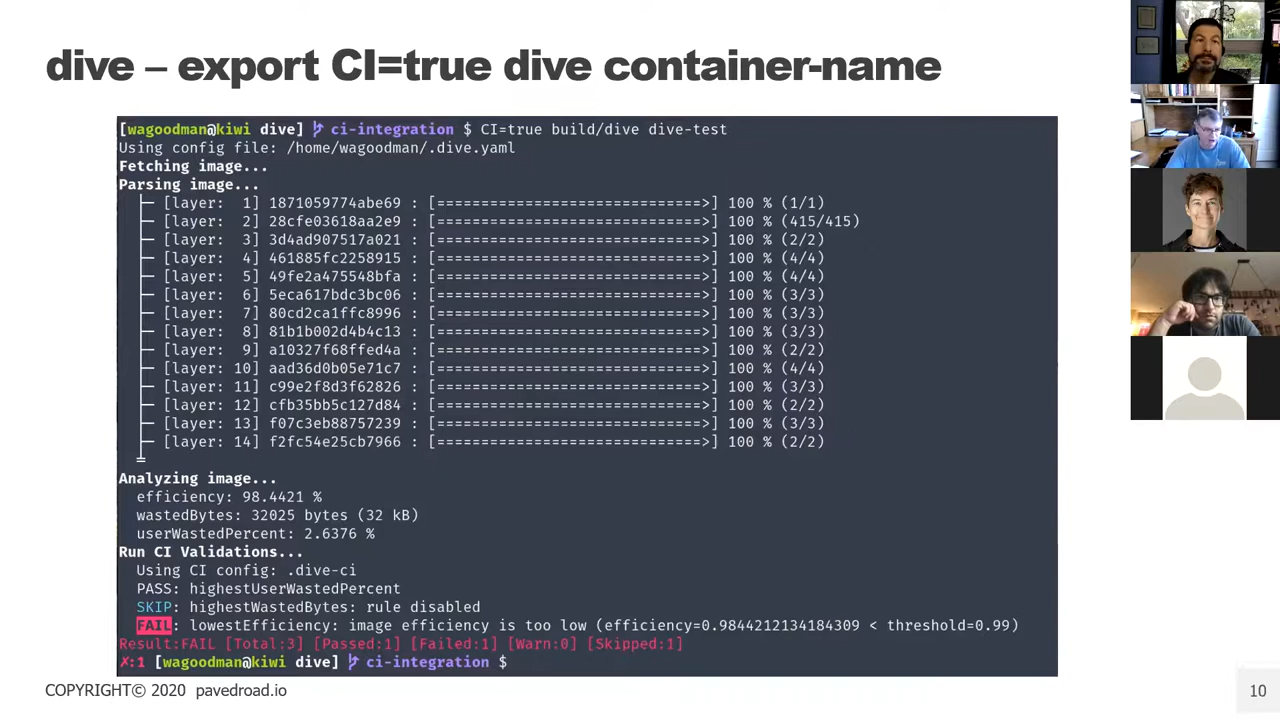 dive – export CI=true dive container-name
[wagoodman@kiwi dive] ci-integration $ CI=true build/dive dive-test
Using config file: /home/wagoodman/.dive.yaml
Fetching image...
Parsing image...
├─ [layer:  1] 1871059774abe69 : [==============================>] 100 % (1/1)
├─ [layer:  2] 28cfe03618aa2e9 : [==============================>] 100 % (415/415)
├─ [layer:  3] 3d4ad907517a021 : [==============================>] 100 % (2/2)
├─ [layer:  4] 461885fc2258915 : [==============================>] 100 % (4/4)
├─ [layer:  5] 49fe2a475548bfa : [==============================>] 100 % (4/4)
├─ [layer:  6] 5eca617bdc3bc06 : [==============================>] 100 % (3/3)
├─ [layer:  7] 80cd2ca1ffc8996 : [==============================>] 100 % (3/3)
├─ [layer:  8] 81b1b002d4b4c13 : [==============================>] 100 % (3/3)
├─ [layer:  9] a10327f68ffed4a : [==============================>] 100 % (2/2)
├─ [layer: 10] aad36d0b05e71c7 : [==============================>] 100 % (4/4)
├─ [layer: 11] c99e2f8d3f62826 : [==============================>] 100 % (3/3)
├─ [layer: 12] cfb35bb5c127d84 : [==============================>] 100 % (2/2)
├─ [layer: 13] f07c3eb88757239 : [==============================>] 100 % (3/3)
├─ [layer: 14] f2fc54e25cb7966 : [==============================>] 100 % (2/2)
╧
Analyzing image...
efficiency: 98.4421 %
wastedBytes: 32025 bytes (32 kB)
userWastedPercent: 2.6376 %
Run CI Validations...
Using CI config: .dive-ci
PASS: highestUserWastedPercent
SKIP: highestWastedBytes: rule disabled
FAIL: lowestEfficiency: image efficiency is too low (efficiency=0.9844212134184309 < threshold=0.99)
Result:FAIL [Total:3] [Passed:1] [Failed:1] [Warn:0] [Skipped:1]
✗:1 [wagoodman@kiwi dive] ci-integration $
COPYRIGHT© 2020 pavedroad.io
10